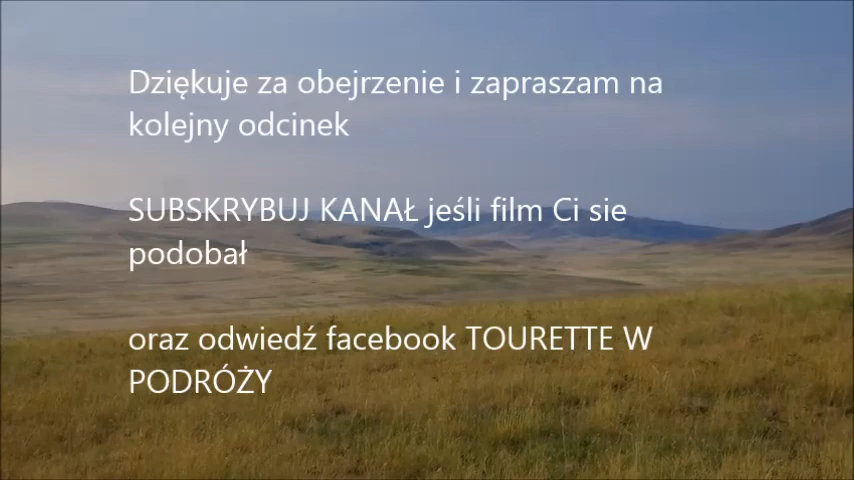 Dziękuje za obejrzenie i zapraszam na
kolejny odcinek
SUBSKRYBUJ KANAŁ jeśli film Ci sie
podobał
oraz odwiedź facebook TOURETTE W
PODRÓŻY